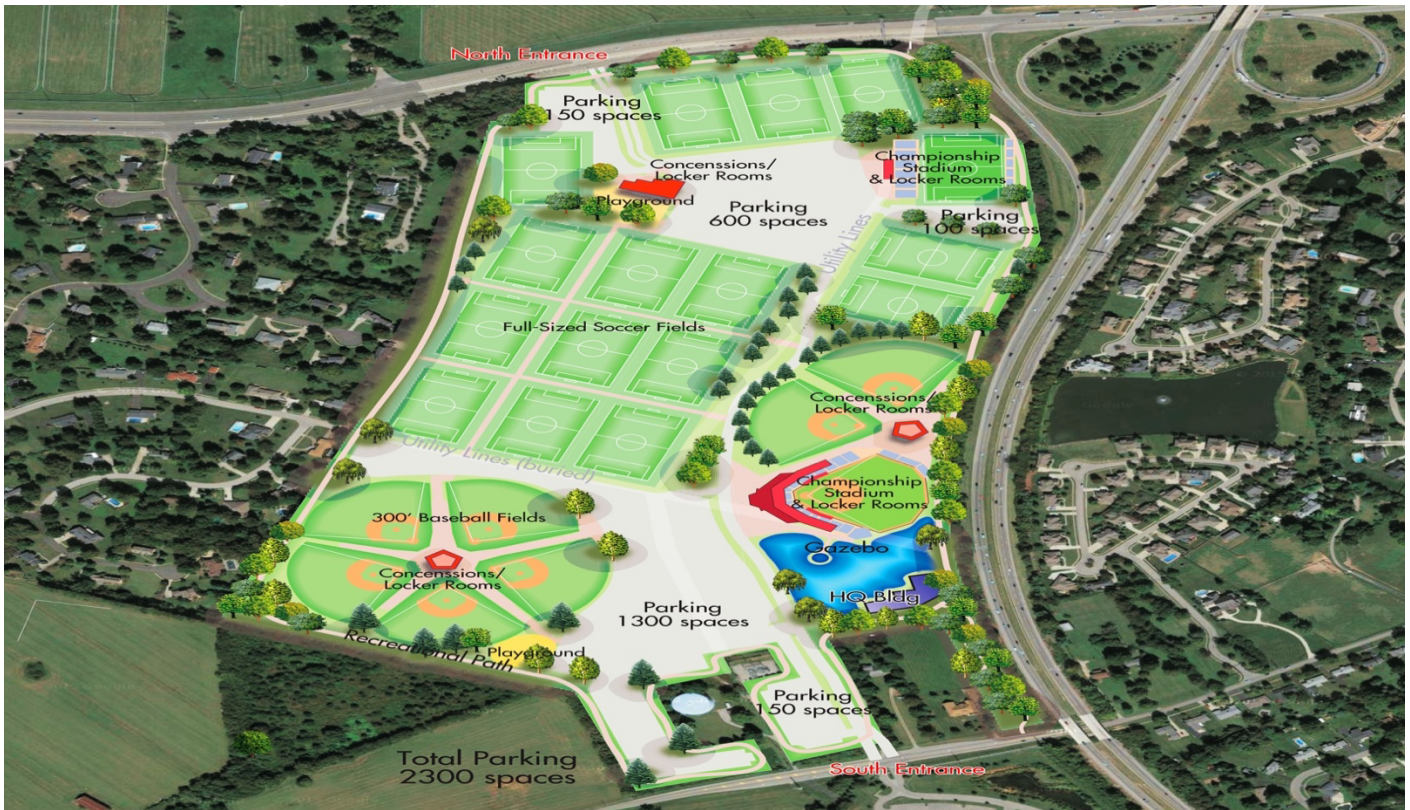 North Entrance
Parking
150 spaces
Concenssions/
Locker Rooms
Playground
Parking
600 spaces
Championship
Stadium
& Locker Rooms
Parking
100 spaces
Utility Lines
Full-Sized Soccer Fields
Utility Lines (buried)
Concenssions/
Locker Rooms
Championship
Stadium
& Locker Rooms
300' Baseball Fields
Concenssions/
Locker Rooms
Gazebo
HQ Bldg
Parking
1300 spaces
Recreational Path
Playground
Parking
150 spaces
Total Parking
2300 spaces
South Entrance